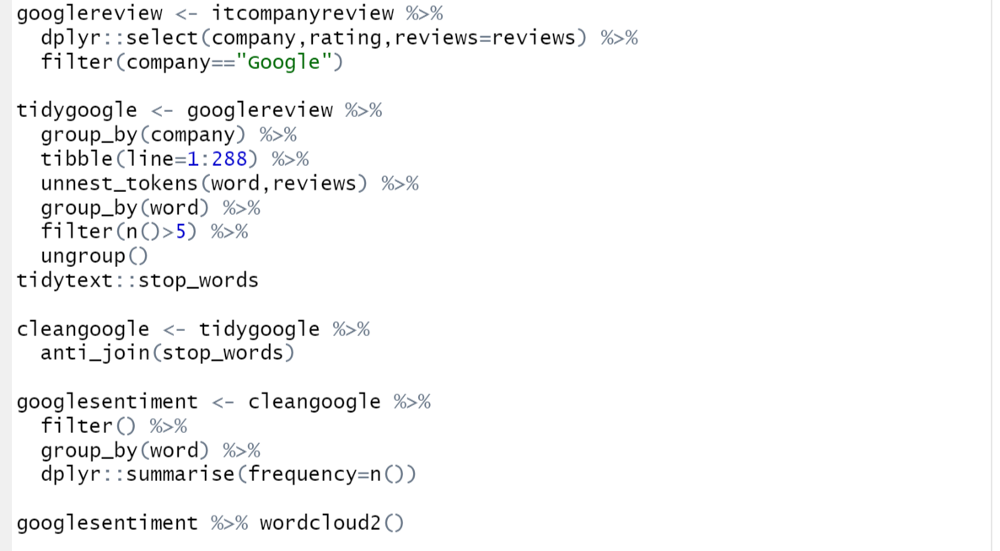 googlereview <- itcompanyreview %>%
  dplyr::select(company,rating,reviews=reviews) %>%
  filter(company=="Google")

tidygoogle <- googlereview %>%
  group_by(company) %>%
  tibble(line=1:288) %>%
  unnest_tokens(word,reviews) %>%
  group_by(word) %>%
  filter(n()>5) %>%
  ungroup()
tidytext::stop_words

cleangoogle <- tidygoogle %>%
  anti_join(stop_words)

googlesentiment <- cleangoogle %>%
  filter() %>%
  group_by(word) %>%
  dplyr::summarise(frequency=n())

googlesentiment %>% wordcloud2()